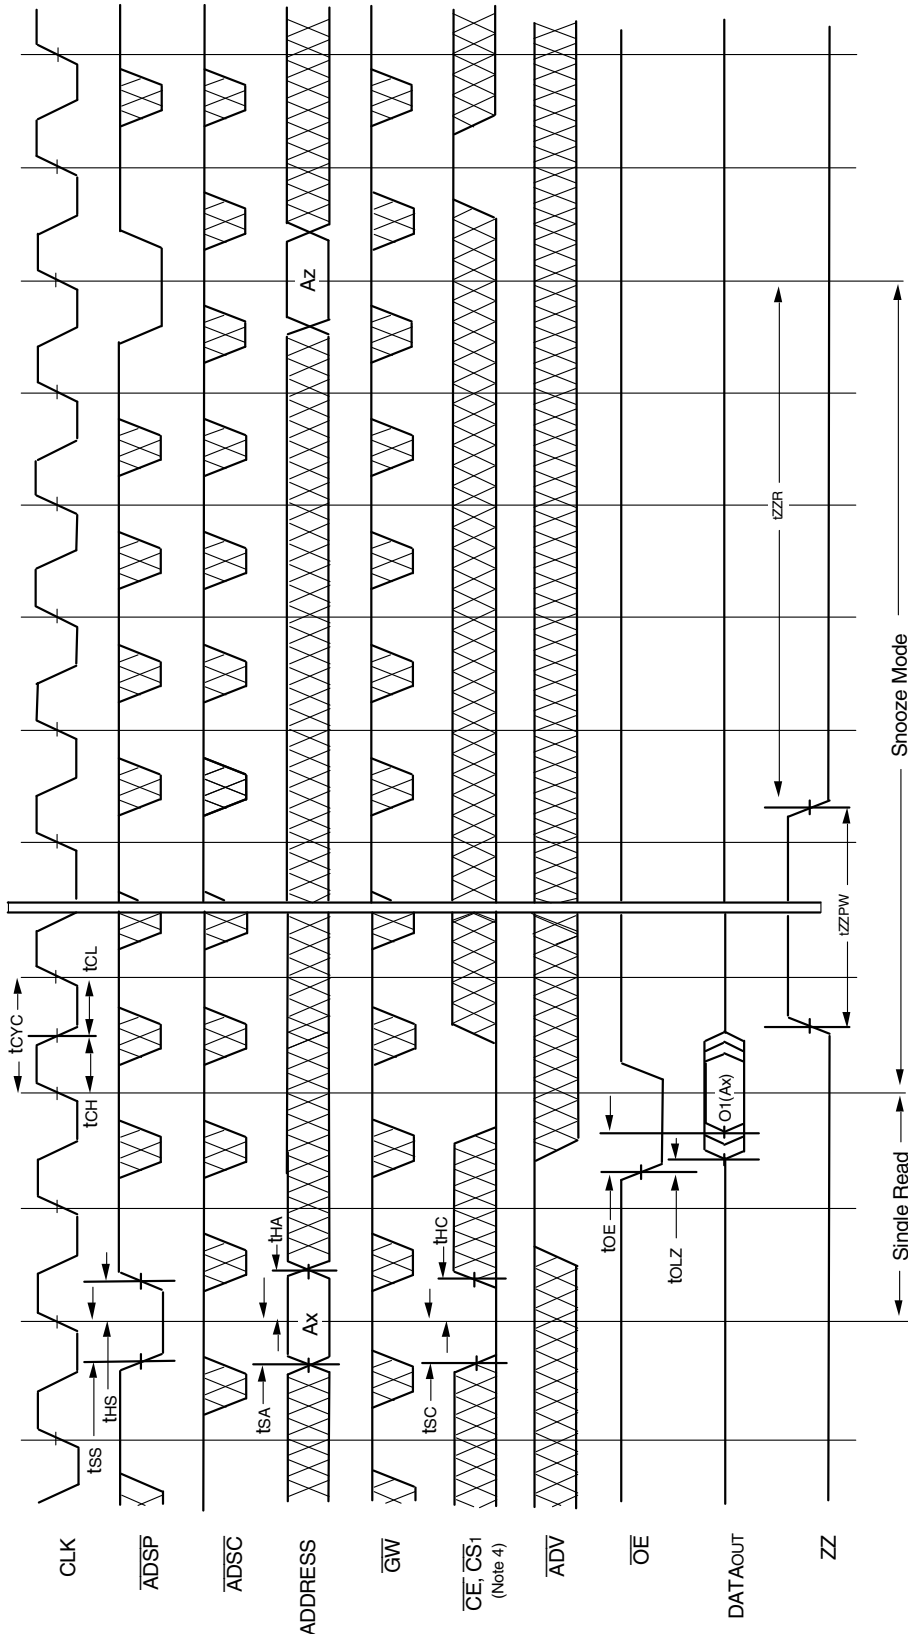 tCYC
tCH
tCL
tSS
tHS
CLK
ADSP
ADSC
tSA
tHA
ADDRESS
Ax
Az
GW
tSC
tHC
CE, CS1
(Note 4)
ADV
OE
tOE
tOLZ
DATAOUT
O1(Ax)
tZZR
ZZ
tZZPW
Single Read
Snooze Mode